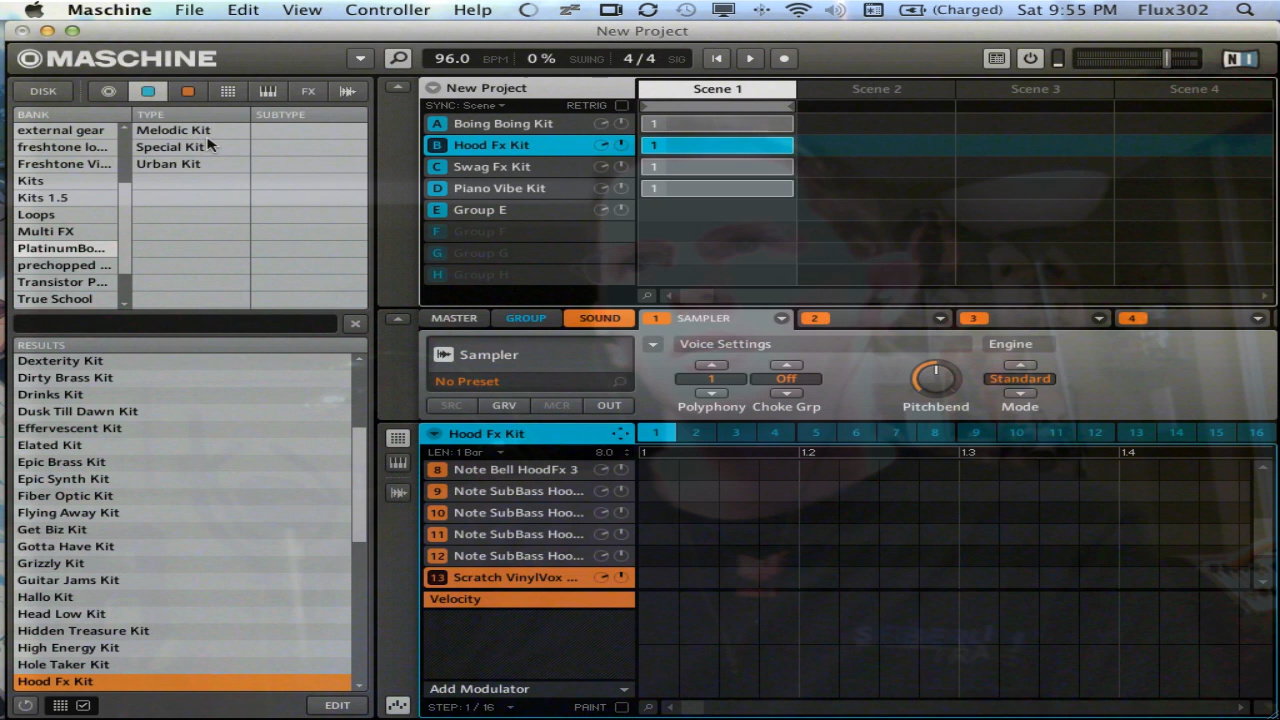 Maschine File Edit View Controller Help (Charged) Sat 9:55 PM Flux302
New Project
MASCHINE 96.0 BPM 0% SWING 4/4 SIG
DISK FX
BANK TYPE SUBTYPE
external gear Melodic Kit
freshtone lo... Special Kit
Freshtone Vi... Urban Kit
Kits
Kits 1.5
Loops
Multi FX
PlatinumBo...
prechopped ...
Transistor P...
True School
RESULTS
Dexterity Kit
Dirty Brass Kit
Drinks Kit
Dusk Till Dawn Kit
Effervescent Kit
Elated Kit
Epic Brass Kit
Epic Synth Kit
Fiber Optic Kit
Flying Away Kit
Get Biz Kit
Gotta Have Kit
Grizzly Kit
Guitar Jams Kit
Hallo Kit
Head Low Kit
Hidden Treasure Kit
High Energy Kit
Hole Taker Kit
Hood Fx Kit
EDIT
New Project Scene 1 Scene 2 Scene 3 Scene 4
SYNC: Scene RETRIG
A Boing Boing Kit 1
B Hood Fx Kit 1
C Swag Fx Kit 1
D Piano Vibe Kit 1
E Group E
F Group F
G Group G
H Group H
MASTER GROUP SOUND 1 SAMPLER 2 3 4
Sampler Voice Settings Engine
No Preset 1 Off Standard
SRC GRV MCR OUT Polyphony Choke Grp Pitchbend Mode
Hood Fx Kit 1 2 3 4 5 6 7 8 9 10 11 12 13 14 15 16
LEN: 1 Bar 8.0 1 1.2 1.3 1.4
8 Note Bell HoodFx 3
9 Note SubBass Hoo...
10 Note SubBass Hoo...
11 Note SubBass Hoo...
12 Note SubBass Hoo...
13 Scratch VinylVox ...
Velocity
Add Modulator
STEP: 1/16 PAINT